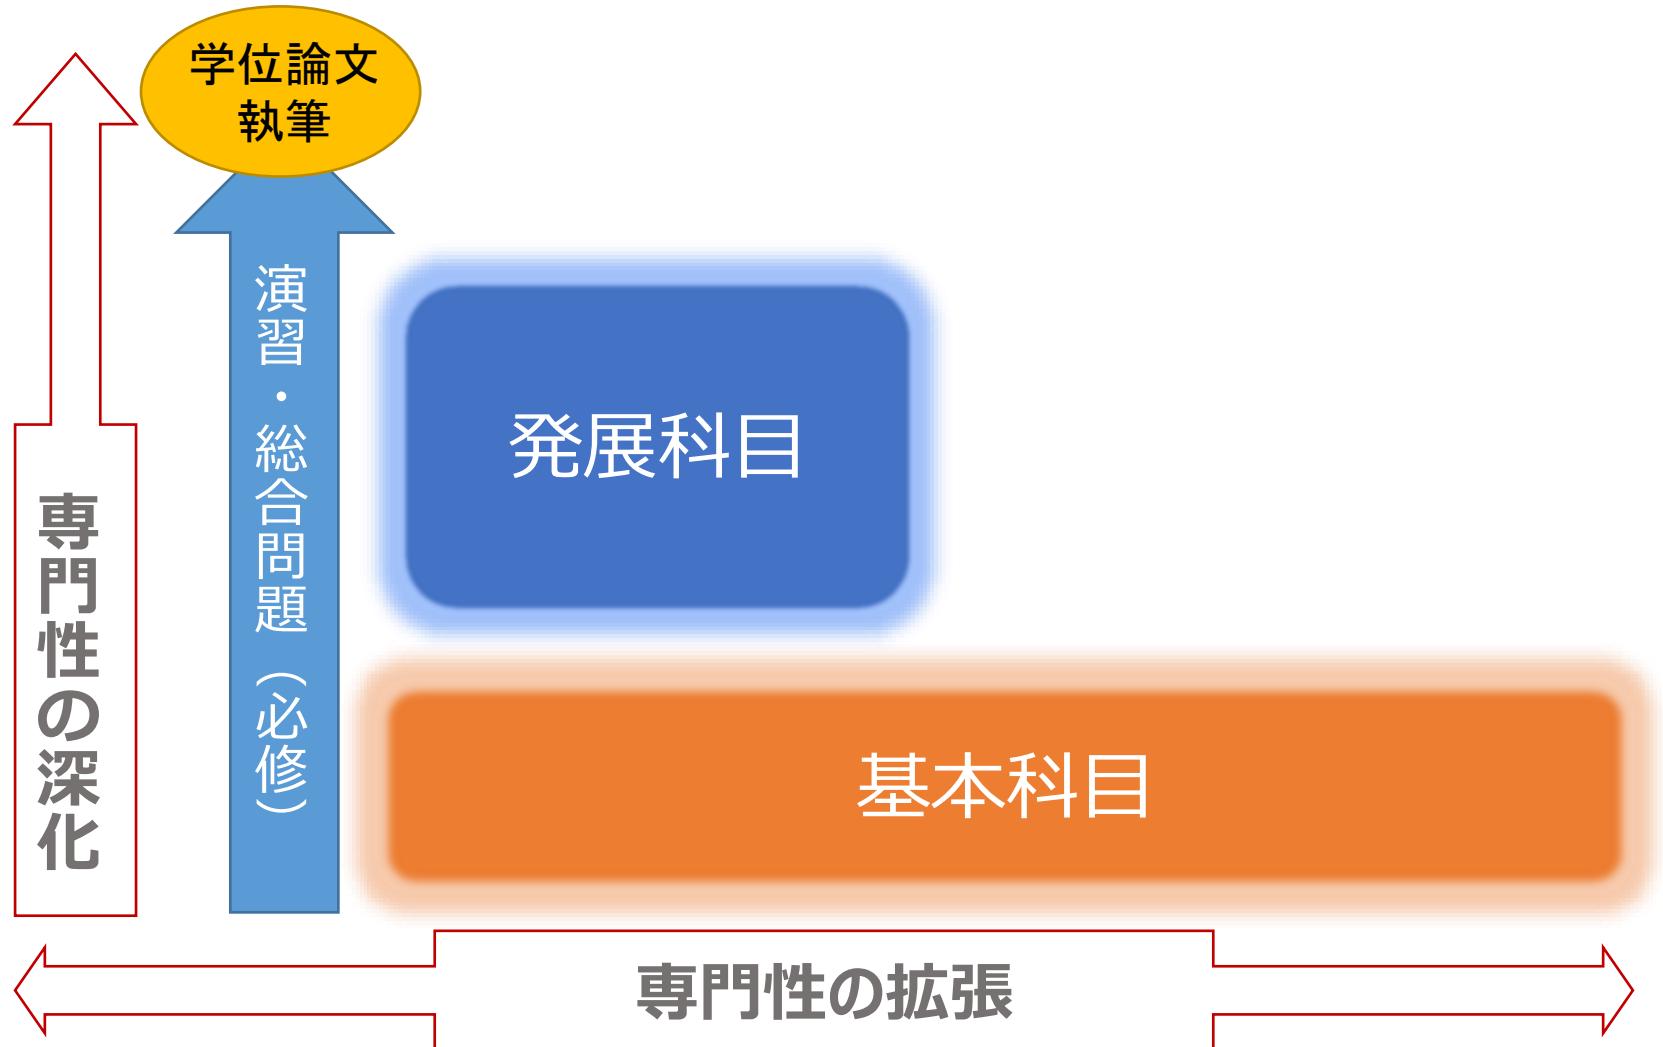 学位論文
執筆
演習・総合問題（必修）
発展科目
専門性の深化
基本科目
専門性の拡張